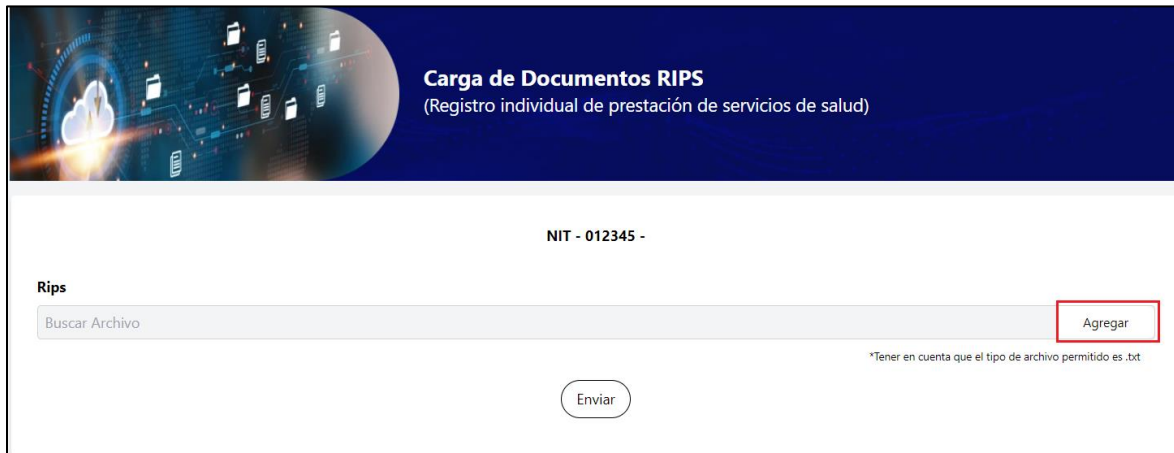 Carga de Documentos RIPS
(Registro individual de prestación de servicios de salud)
NIT - 012345 -
Rips
Buscar Archivo
Agregar
*Tener en cuenta que el tipo de archivo permitido es .txt
Enviar